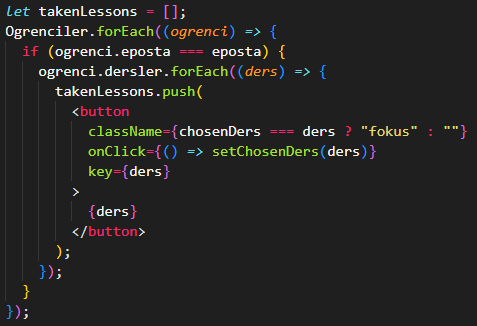 let takenLessons = [];
Ogrenciler.forEach((ogrenci) => {
if (ogrenci.eposta === eposta) {
ogrenci.dersler.forEach((ders) => {
takenLessons.push(
<button
className={chosenDers === ders ? "fokus" : ""}
onClick={() => setChosenDers(ders)}
key={ders}
>
{ders}
</button>
);
});
}
});